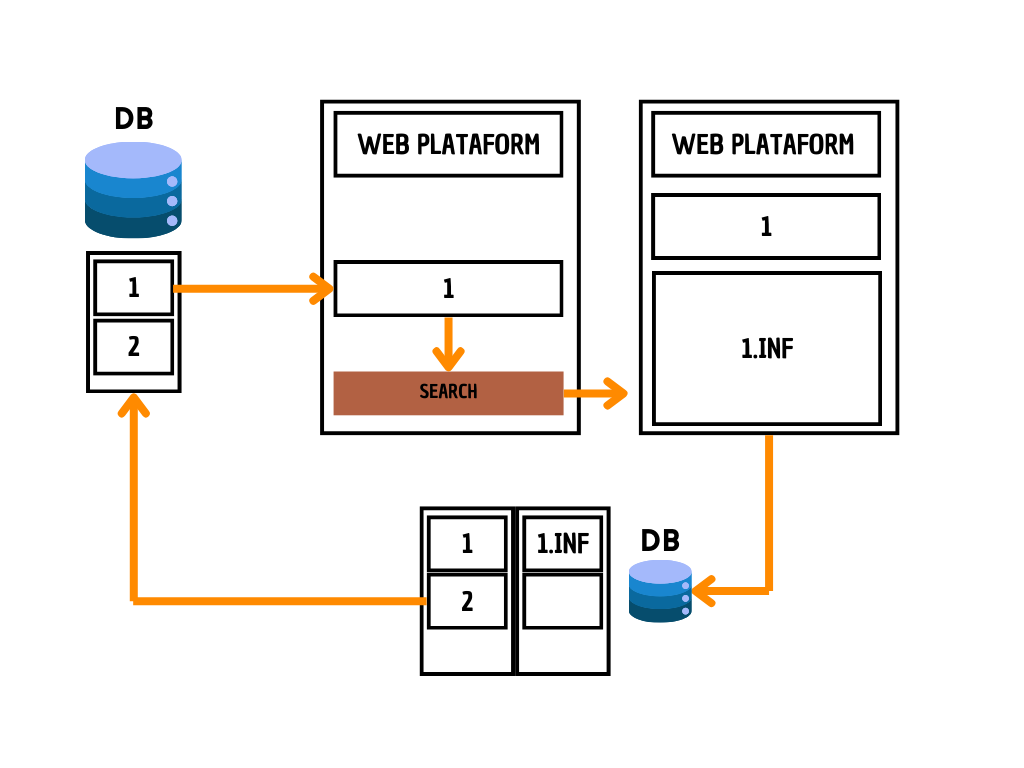 DB
1
2
WEB PLATAFORM
1
SEARCH
WEB PLATAFORM
1
1.INF
DB
1
1.INF
2